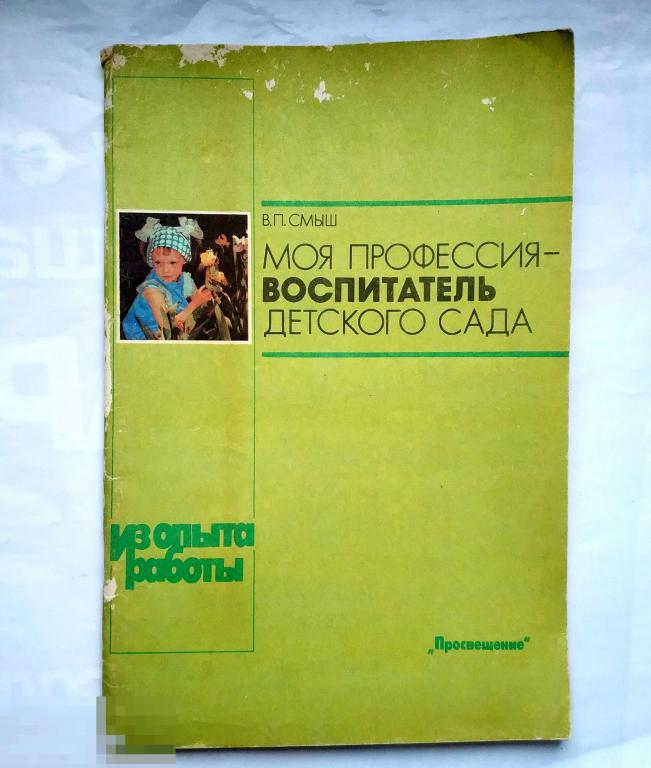 В.П. СМЫШ
МОЯ ПРОФЕССИЯ–
ВОСПИТАТЕЛЬ
ДЕТСКОГО САДА
из опыта
работы
„Просвещение“